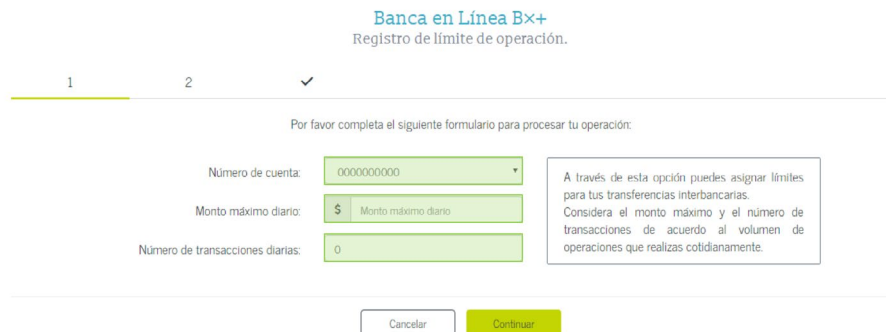 Banca en Línea B×+
Registro de límite de operación.
1 2
Por favor completa el siguiente formulario para procesar tu operación:
Número de cuenta: 0000000000
Monto máximo diario: $ Monto máximo diario
Número de transacciones diarias: 0
A través de esta opción puedes asignar límites
para tus transferencias interbancarias.
Considera el monto máximo y el número de
transacciones de acuerdo al volumen de
operaciones que realizas cotidianamente.
Cancelar Continuar